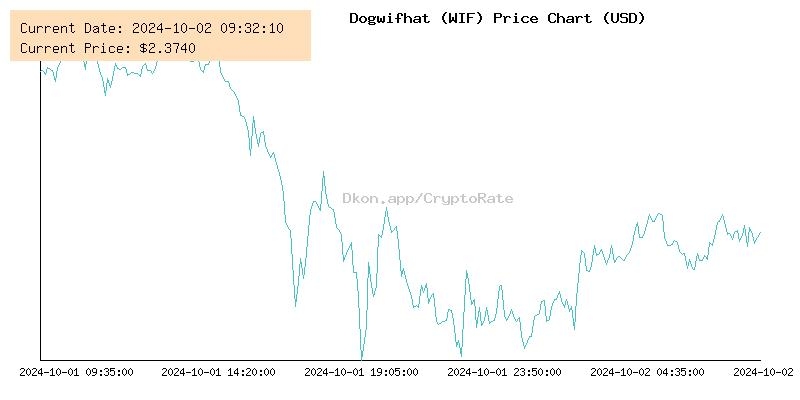 Dogwifhat (WIF) Price Chart (USD)
Current Date: 2024-10-02 09:32:10
Current Price: $2.3740
Dkon.app/CryptoRate
2024-10-01 09:35:00 2024-10-01 14:20:00 2024-10-01 19:05:00 2024-10-01 23:50:00 2024-10-02 04:35:00 2024-10-02